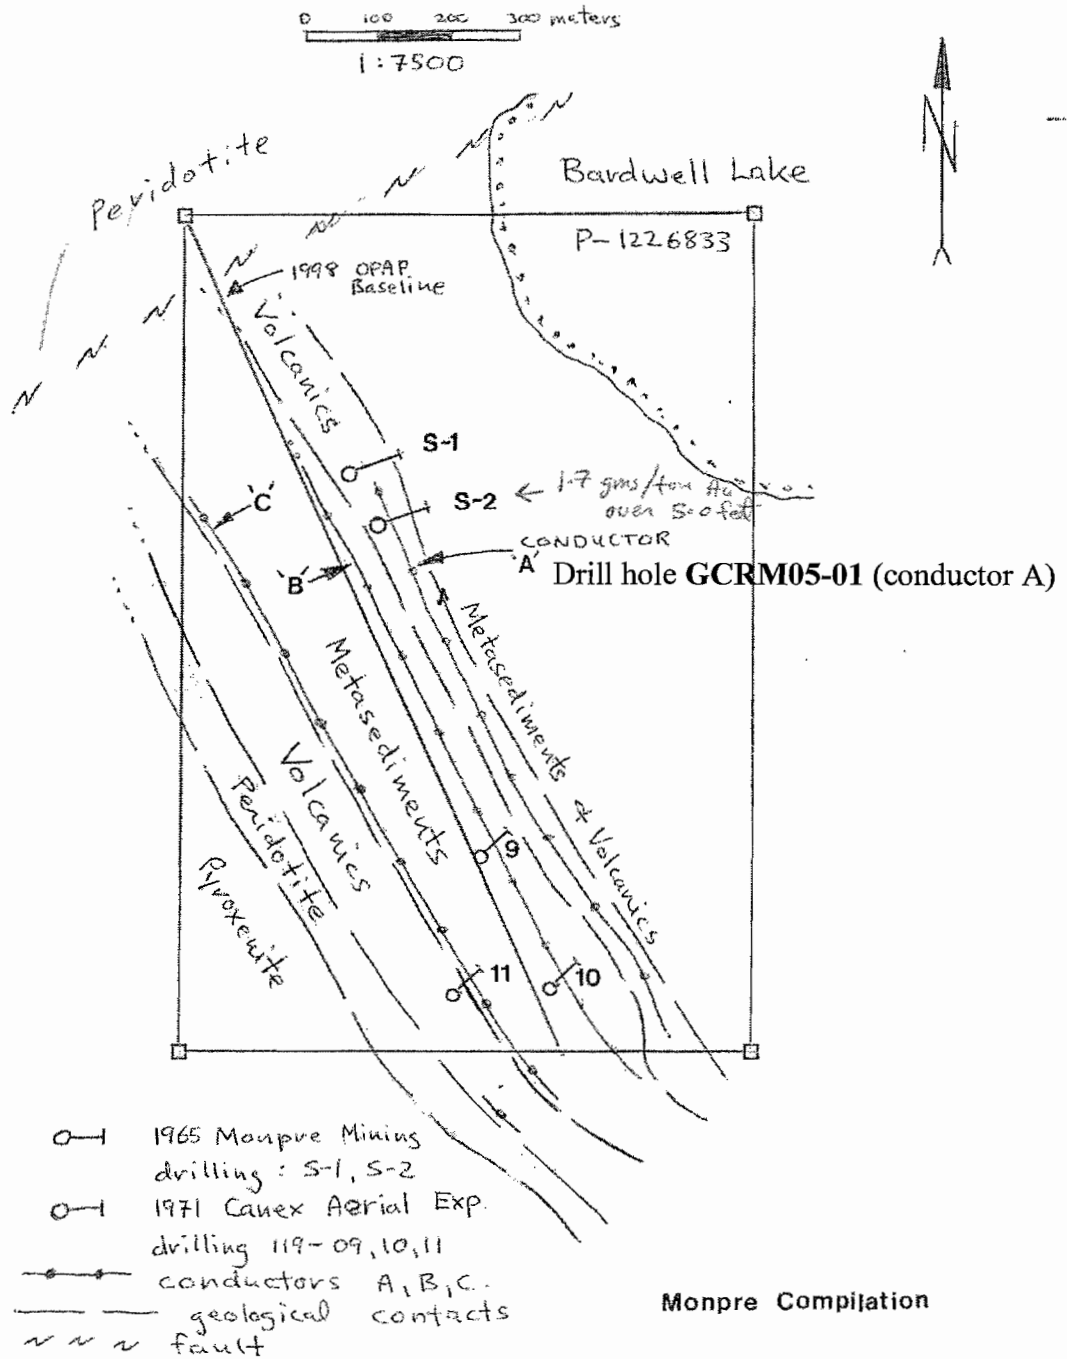 0 100 200 300 meters
1:7500
N
Peridotite
Bardwell Lake
P-1226833
1998 OPAP
Baseline
Volcanics
S-1
S-2
1.7 gms/ton Au
over 5.0 feet
'C'
CONDUCTOR
'A'
Drill hole GCRM05-01 (conductor A)
'B'
Metasediments
Metasediments & Volcanics
Volcanics
Peridotite
Pyroxenite
9
11
10
1965 Monpre Mining
drilling : S-1, S-2
1971 Canex Aerial Exp.
drilling 119-09,10,11
conductors A, B, C.
geological contacts
fault
Monpre Compilation